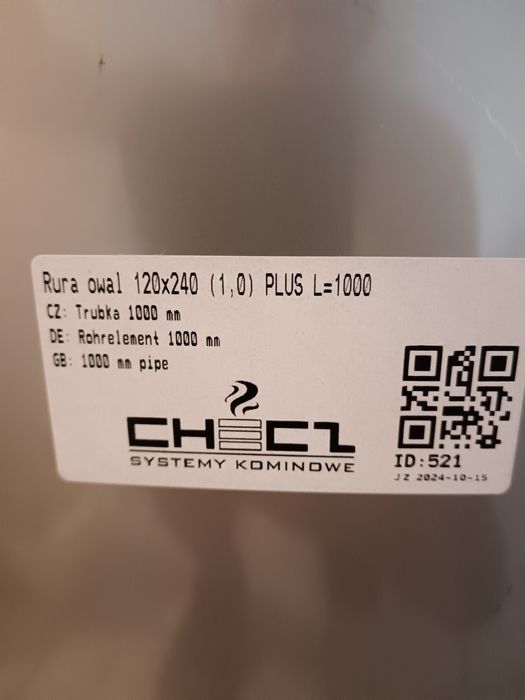 Rura owal 120x240 (1,0) PLUS L=1000
CZ: Trubka 1000 mm
DE: Rohrelement 1000 mm
GB: 1000 mm pipe
CHECZ
SYSTEMY KOMINOWE
ID:521
JZ 2024-10-15